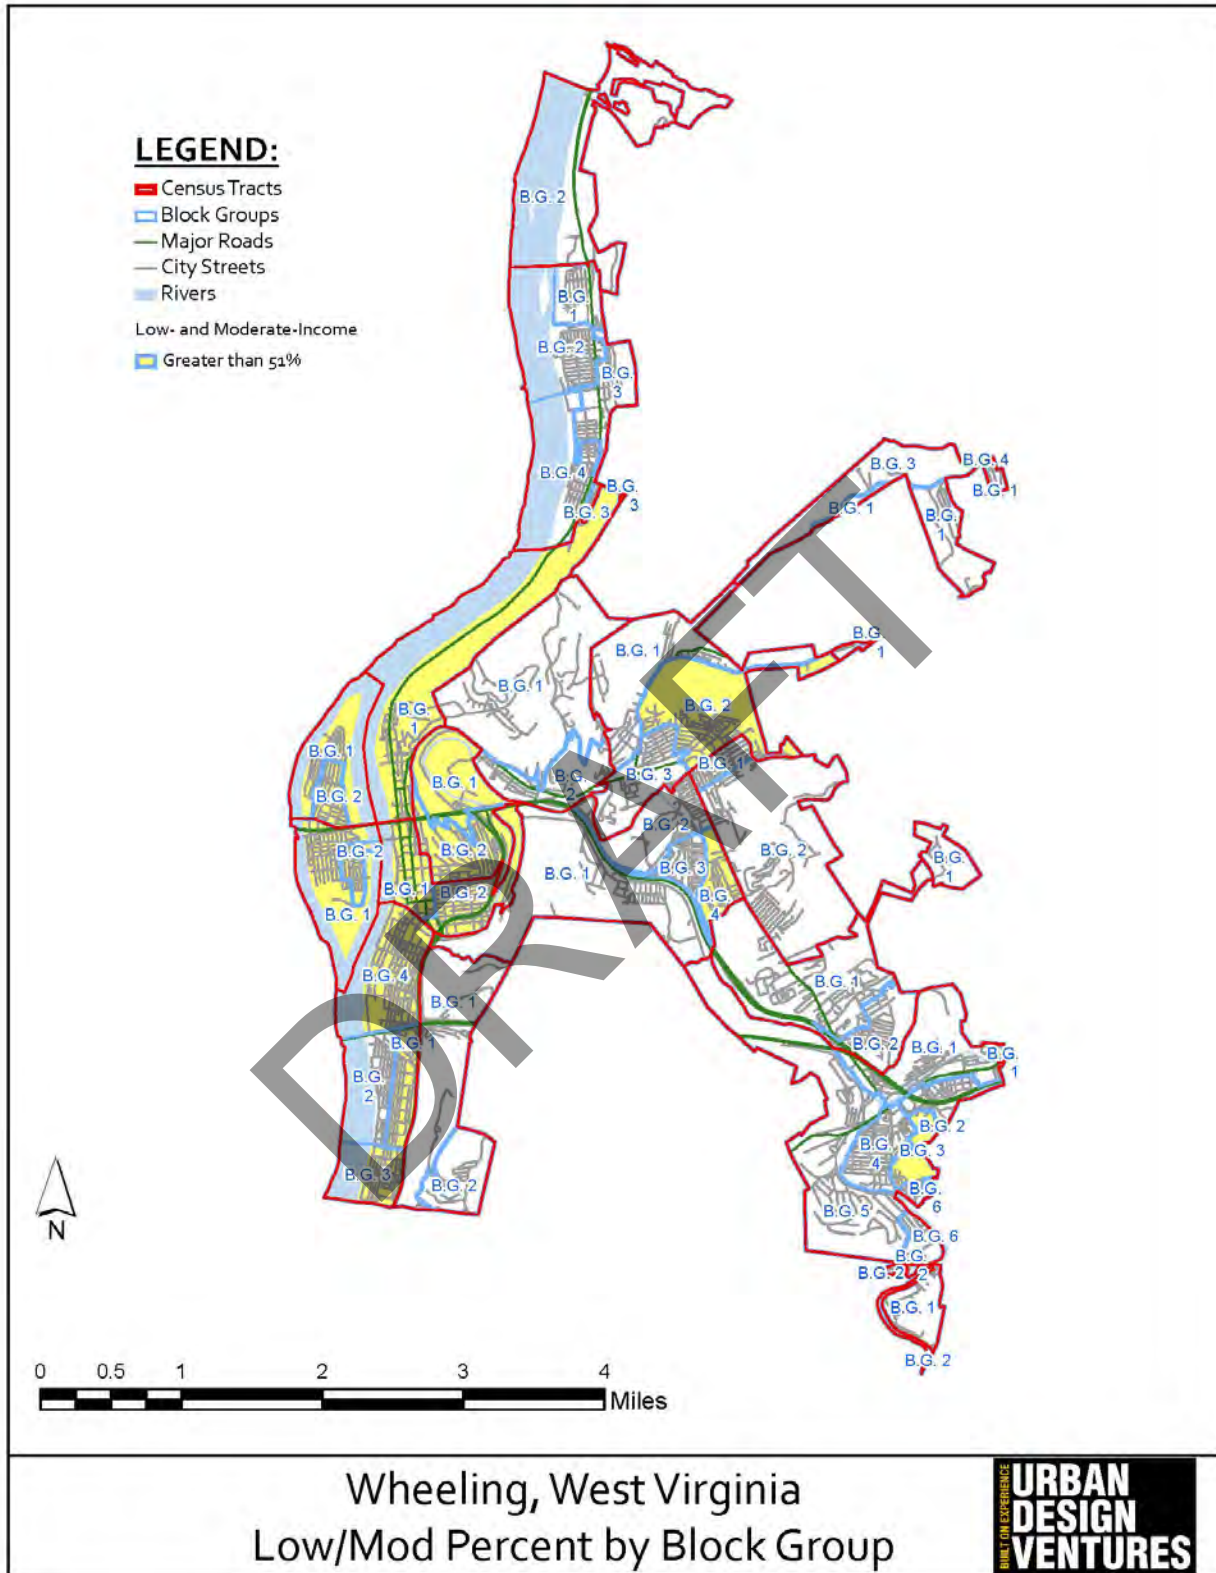 LEGEND:
Census Tracts
Block Groups
Major Roads
City Streets
Rivers
Low- and Moderate-Income
Greater than 51%
B.G. 2
B.G.
1
B.G. 2
B.G.
3
B.G. 4
B.G.
3
B.G. 3
B.G. 3
B.G. 4
B.G. 1
B.G. 1
B.G.
1
B.G.
1
B.G. 1
B.G. 1
B.G. 2
B.G.
1
B.G. 1
B.G. 1
B.G. 2
B.G. 3
B.G. 1
B.G.
2
B.G. 2
B.G. 2
B.G. 2
B.G. 2
B.G. 1
B.G. 3
B.G. 1
B.G. 2
B.G.
4
B.G. 1
B.G.
1
B.G. 4
B.G. 1
B.G. 1
B.G. 1
B.G. 2
B.G. 1
B.G.
1
B.G.
2
B.G. 2
B.G.
4
B.G. 3
B.G. 3
B.G. 2
B.G.
6
B.G. 5
B.G. 6
B.G.
2
B.G. 2
B.G. 1
B.G. 2
DRAFT
N
0 0.5 1 2 3 4
Miles
Wheeling, West Virginia
Low/Mod Percent by Block Group
BUILT ON EXPERIENCE
URBAN
DESIGN
VENTURES